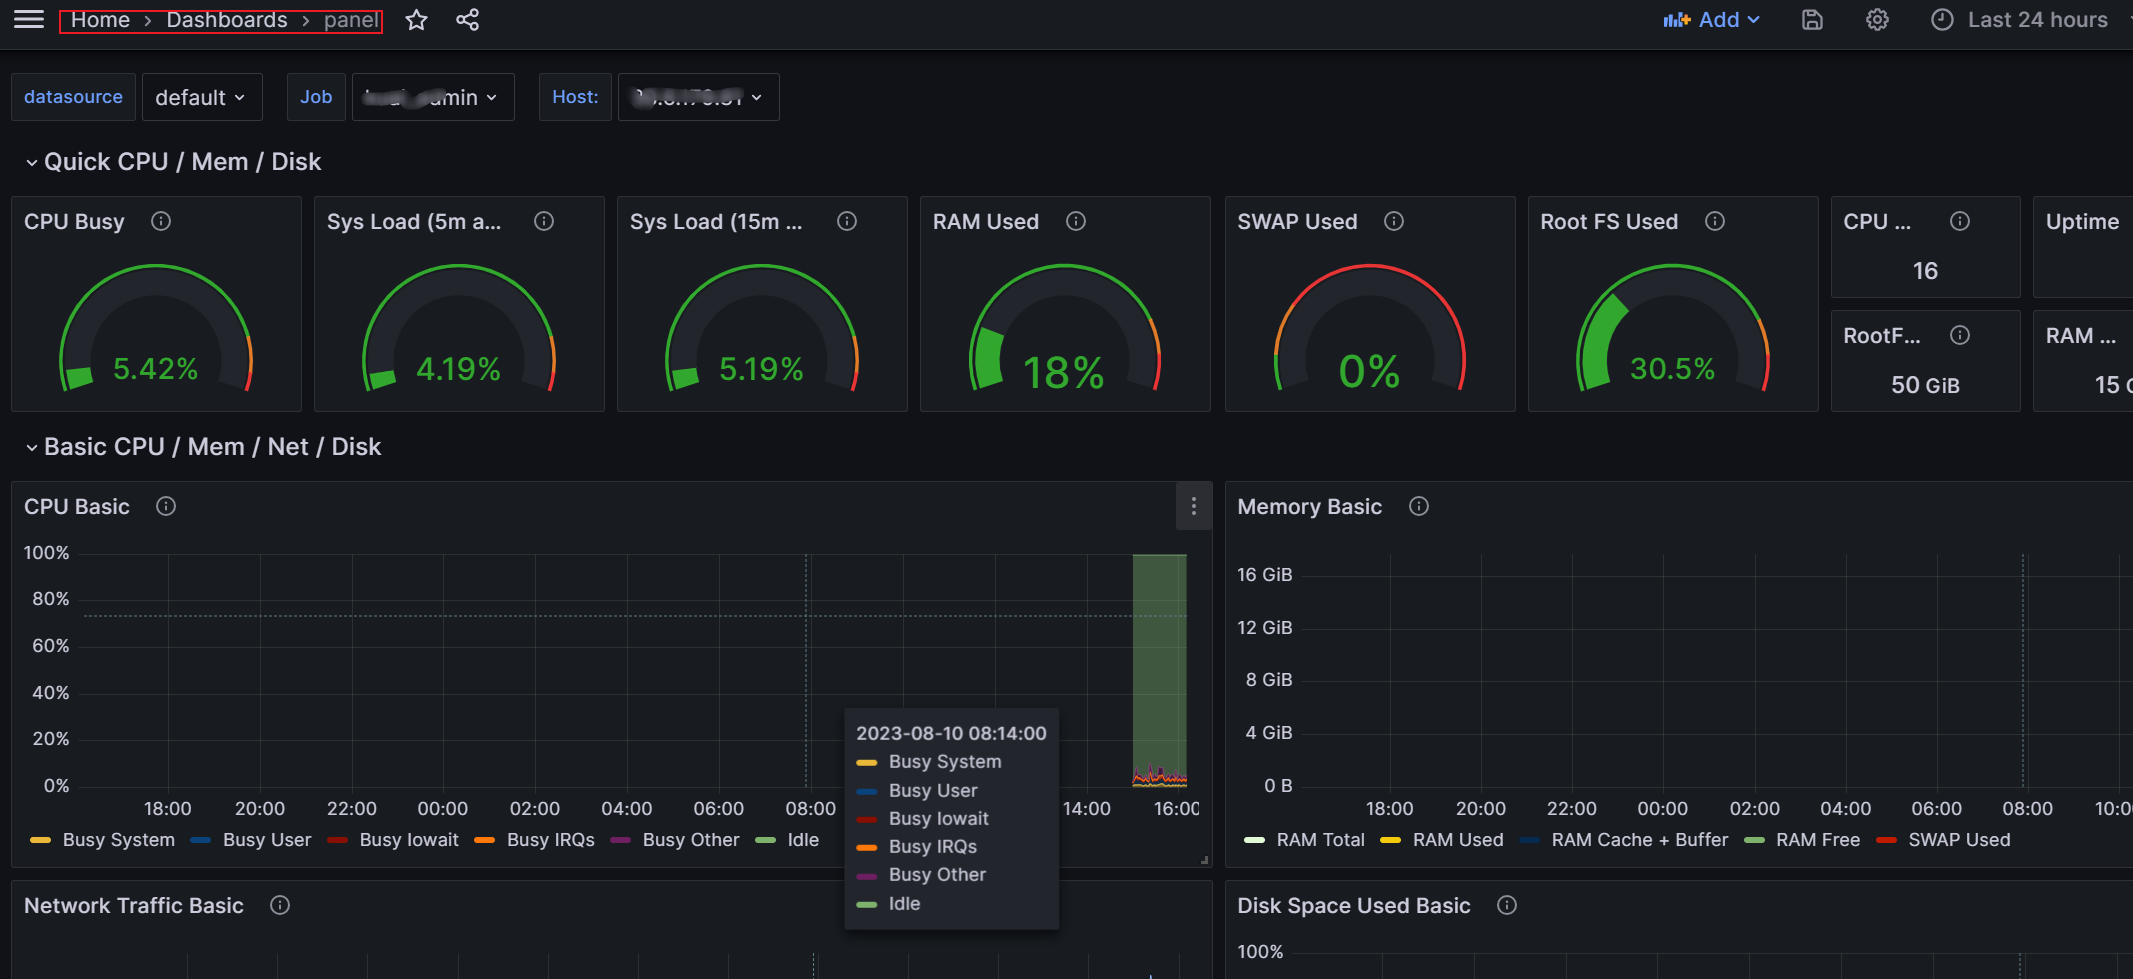 Home › Dashboards › panel
Add
Last 24 hours
datasource
default
Job
Host:
Quick CPU / Mem / Disk
CPU Busy
5.42%
Sys Load (5m a...
4.19%
Sys Load (15m ...
5.19%
RAM Used
18%
SWAP Used
0%
Root FS Used
30.5%
CPU ...
16
Uptime
RootF...
50 GiB
RAM ...
15
Basic CPU / Mem / Net / Disk
CPU Basic
100%
80%
60%
40%
20%
0%
18:00 20:00 22:00 00:00 02:00 04:00 06:00 08:00 14:00 16:00
Busy System Busy User Busy Iowait Busy IRQs Busy Other Idle
2023-08-10 08:14:00
Busy System
Busy User
Busy Iowait
Busy IRQs
Busy Other
Idle
Memory Basic
16 GiB
12 GiB
8 GiB
4 GiB
0 B
18:00 20:00 22:00 00:00 02:00 04:00 06:00 08:00
RAM Total RAM Used RAM Cache + Buffer RAM Free SWAP Used
Network Traffic Basic
Disk Space Used Basic
100%